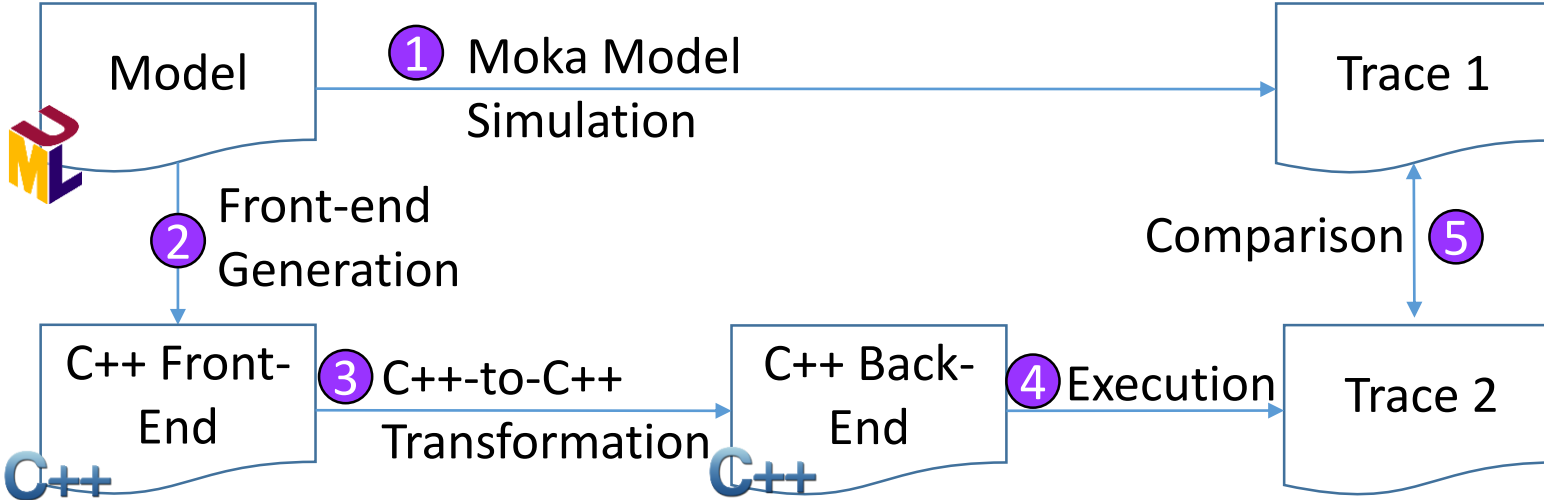 Model
1 Moka Model
Simulation
Trace 1
UML
2 Front-end
Generation
Comparison 5
C++ Front-
End
C++
3 C++-to-C++
Transformation
C++ Back-
End
C++
4 Execution
Trace 2